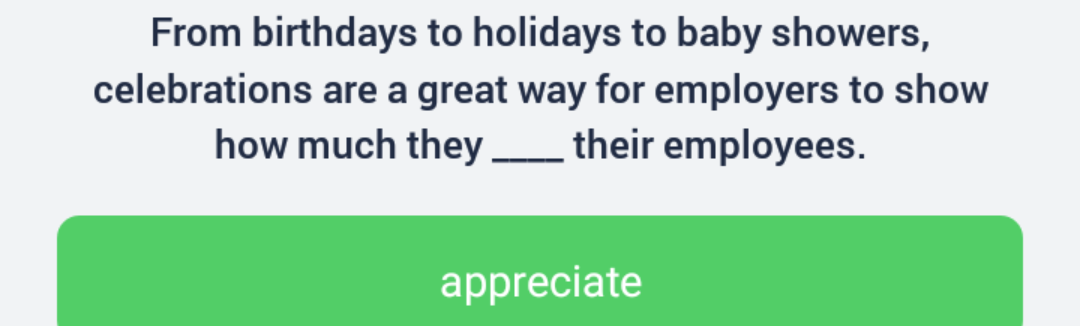 From birthdays to holidays to baby showers,
celebrations are a great way for employers to show
how much they ____ their employees.
appreciate